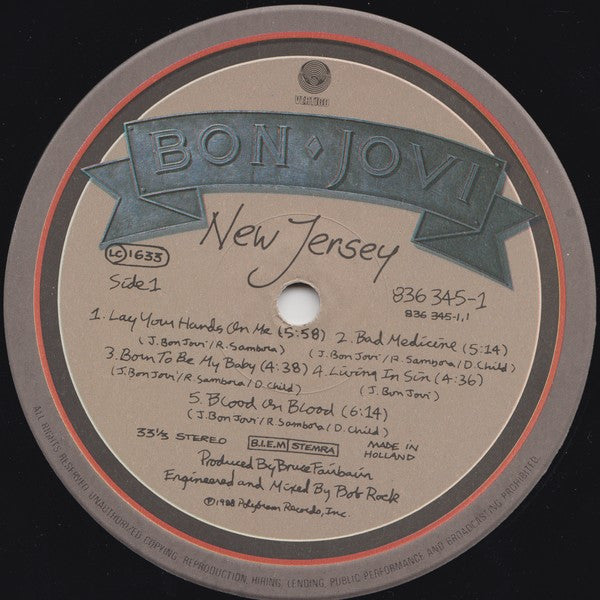 VERTIGO
BON ◊ JOVI
New Jersey
LC 1633
Side 1
836 345-1
836 345-1.1
1. Lay Your Hands On Me (5:58)
(J. Bon Jovi / R. Sambora)
2. Bad Medicine (5:14)
(J. Bon Jovi / R. Sambora / D. Child)
3. Born To Be My Baby (4:38)
(J. Bon Jovi / R. Sambora / D. Child)
4. Living In Sin (4:36)
(J. Bon Jovi)
5. Blood On Blood (6:14)
(J. Bon Jovi / R. Sambora / D. Child)
33 1/3 STEREO
B.I.E.M STEMRA
MADE IN
HOLLAND
Produced By Bruce Fairbairn
Engineered and Mixed By Bob Rock
℗©1988 Polygram Records, Inc.
ALL RIGHTS RESERVED UNAUTHORIZED COPYING, REPRODUCTION, HIRING, LENDING, PUBLIC PERFORMANCE AND BROADCASTING PROHIBITED